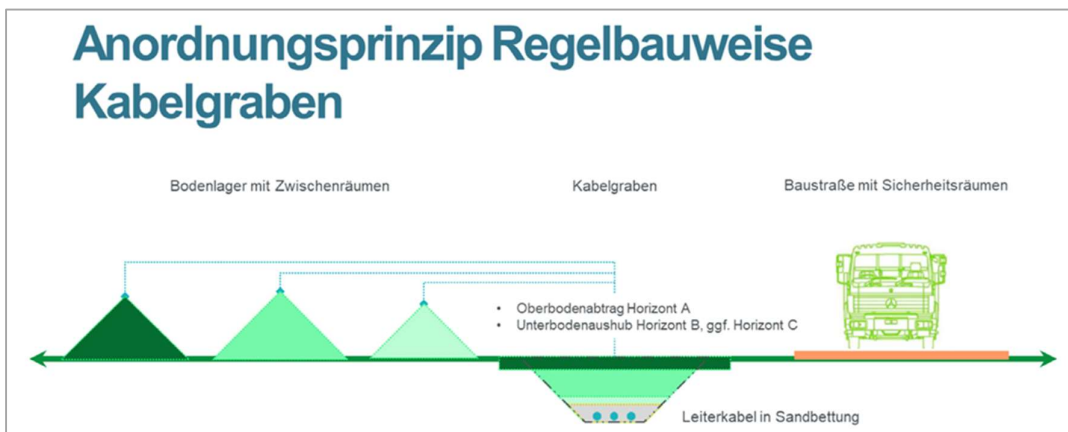 Anordnungsprinzip Regelbauweise
Kabelgraben
Bodenlager mit Zwischenräumen
Kabelgraben
Baustraße mit Sicherheitsräumen
• Oberbodenabtrag Horizont A
• Unterbodenaushub Horizont B, ggf. Horizont C
Leiterkabel in Sandbettung